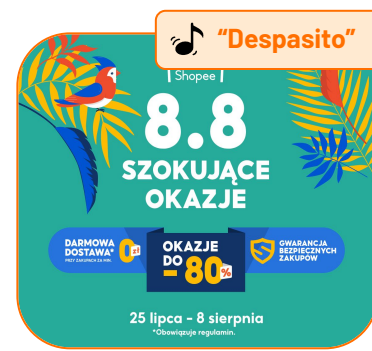 “Despasito”
Shopee
8.8
SZOKUJĄCE
OKAZJE
DARMOWA
DOSTAWA*
PRZY ZAKUPACH ZA MIN.
0 zł
OKAZJE
DO
- 80%
GWARANCJA
BEZPIECZNYCH
ZAKUPÓW
25 lipca - 8 sierpnia
*Obowiązuje regulamin.